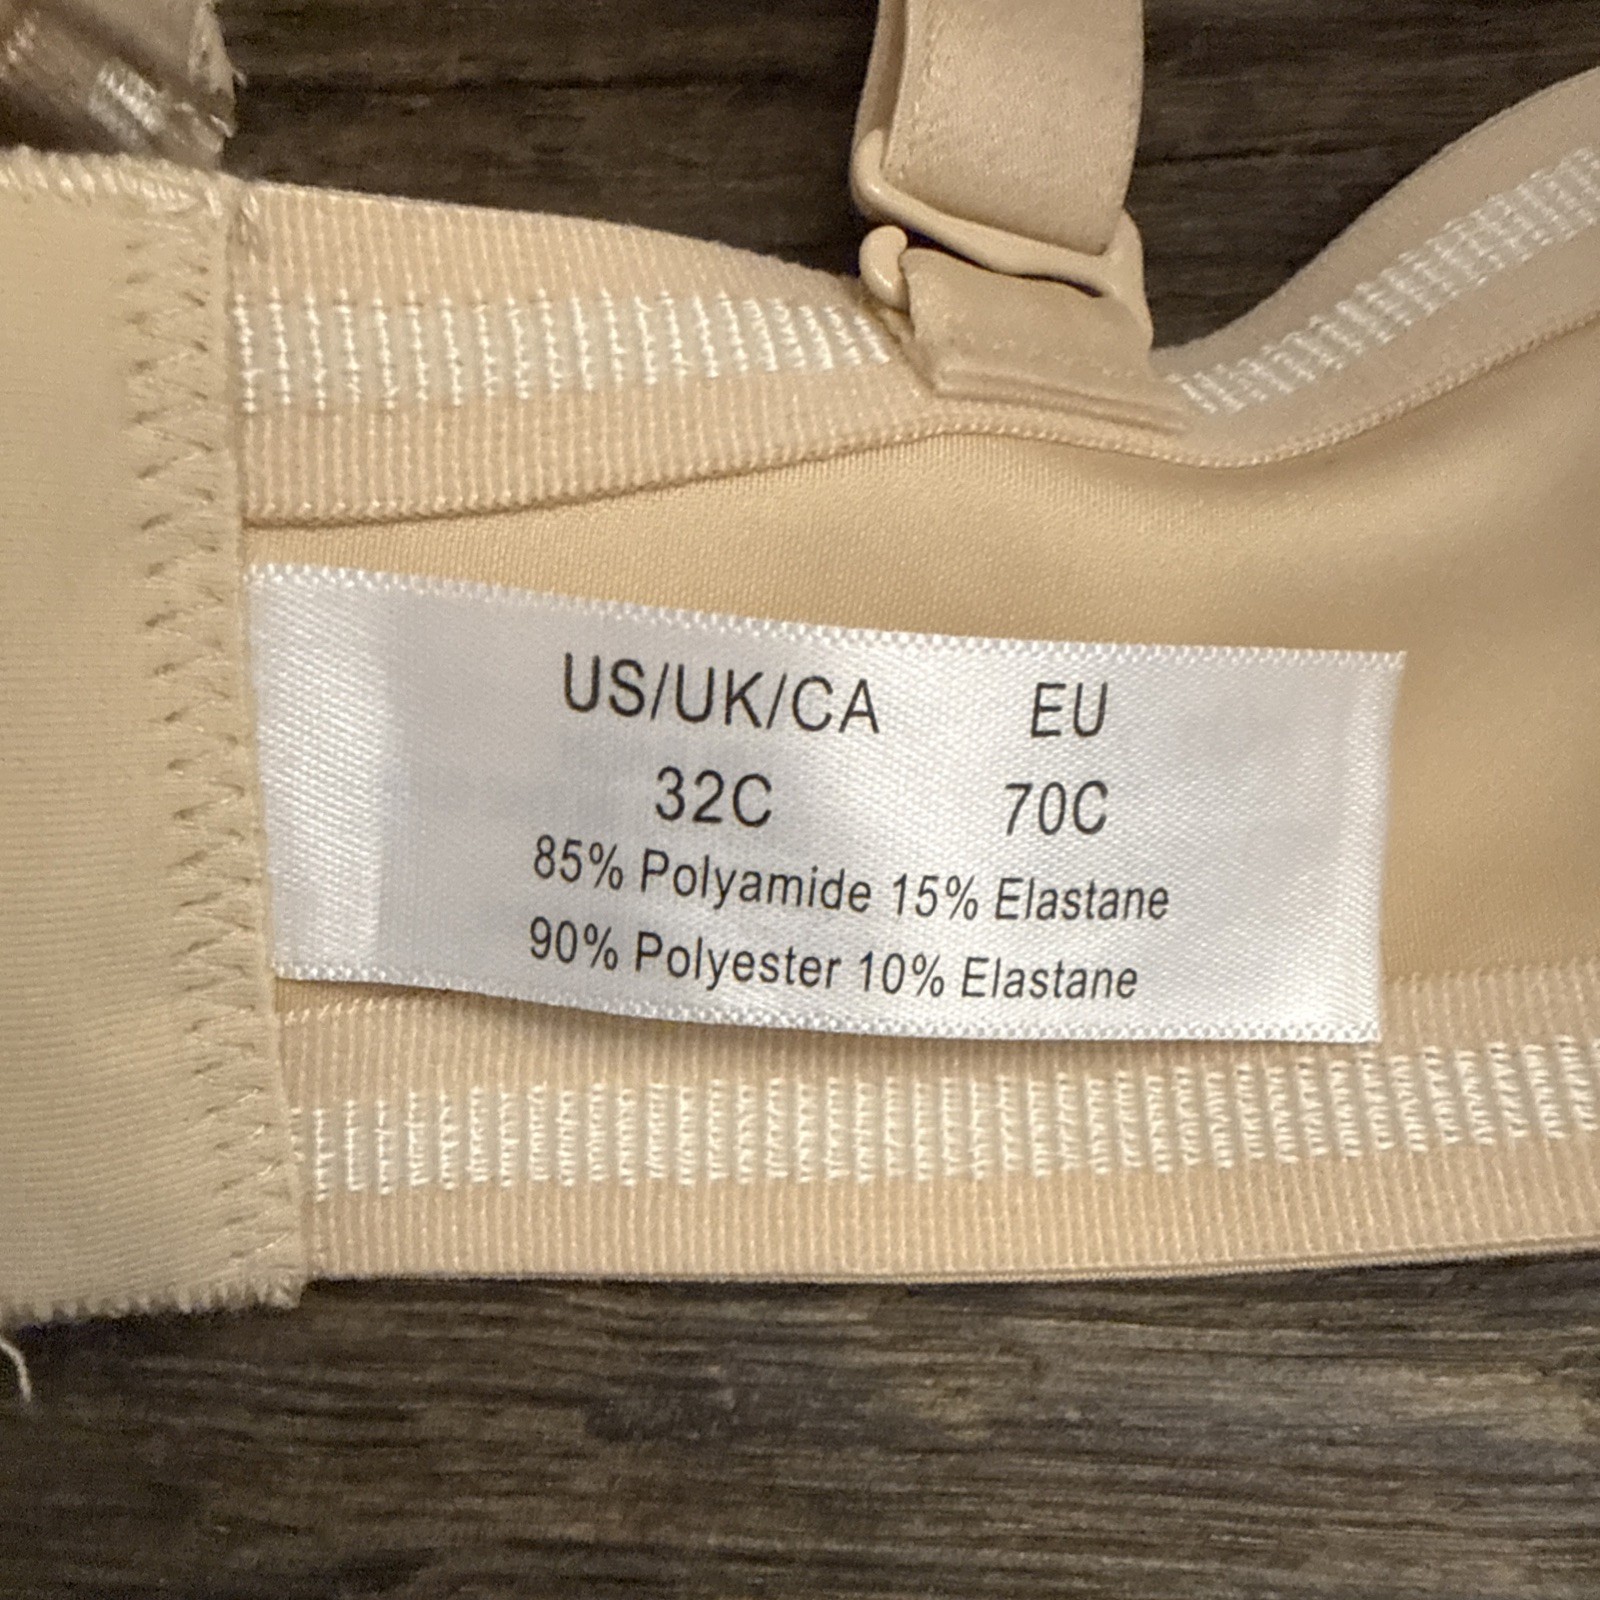 US/UK/CA EU
32C 70C
85% Polyamide 15% Elastane
90% Polyester 10% Elastane